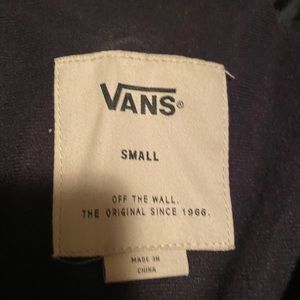 VANS®
SMALL
OFF THE WALL.
THE ORIGINAL SINCE 1966.
MADE IN
CHINA